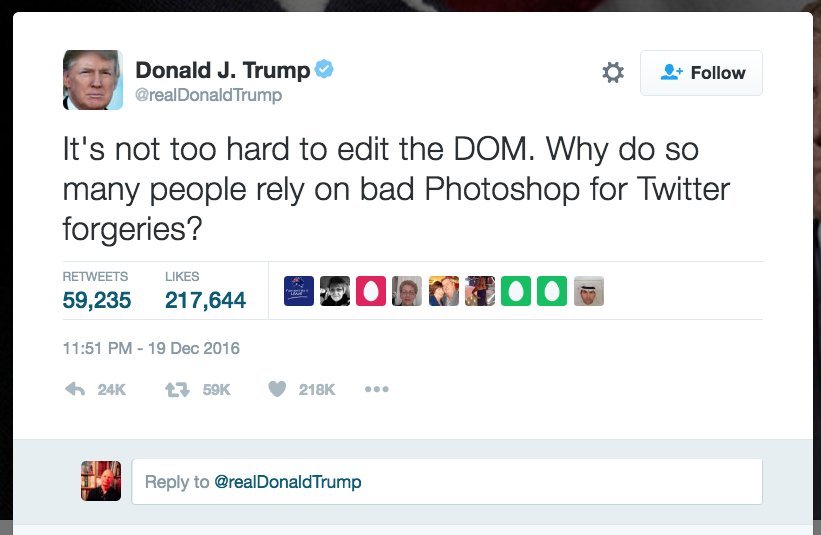 Donald J. Trump
@realDonaldTrump
Follow
It's not too hard to edit the DOM. Why do so
many people rely on bad Photoshop for Twitter
forgeries?
RETWEETS LIKES
59,235 217,644
11:51 PM - 19 Dec 2016
24K 59K 218K
Reply to @realDonaldTrump